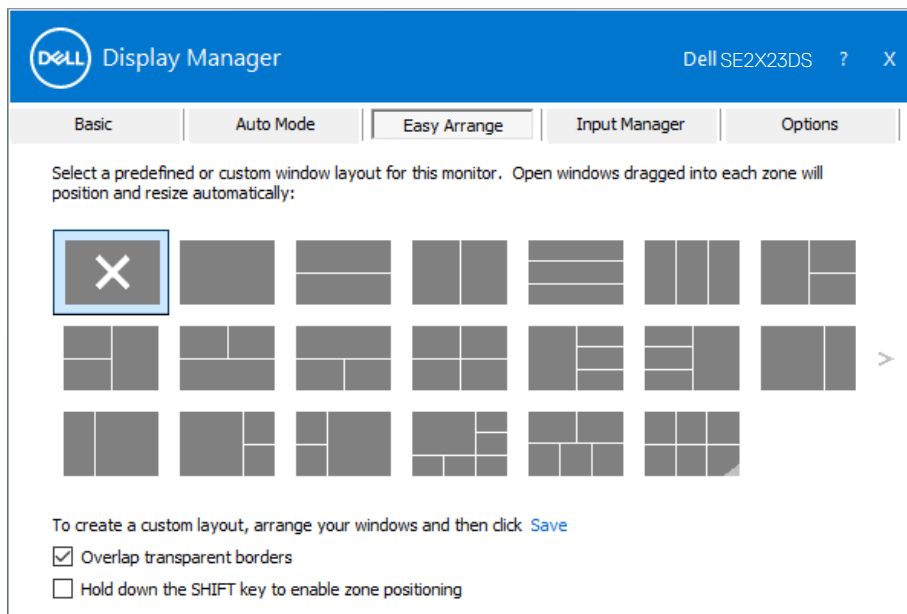 DELL Display Manager Dell SE2X23DS ? X
Basic Auto Mode Easy Arrange Input Manager Options
Select a predefined or custom window layout for this monitor. Open windows dragged into each zone will
position and resize automatically:
>
To create a custom layout, arrange your windows and then click Save
Overlap transparent borders
Hold down the SHIFT key to enable zone positioning